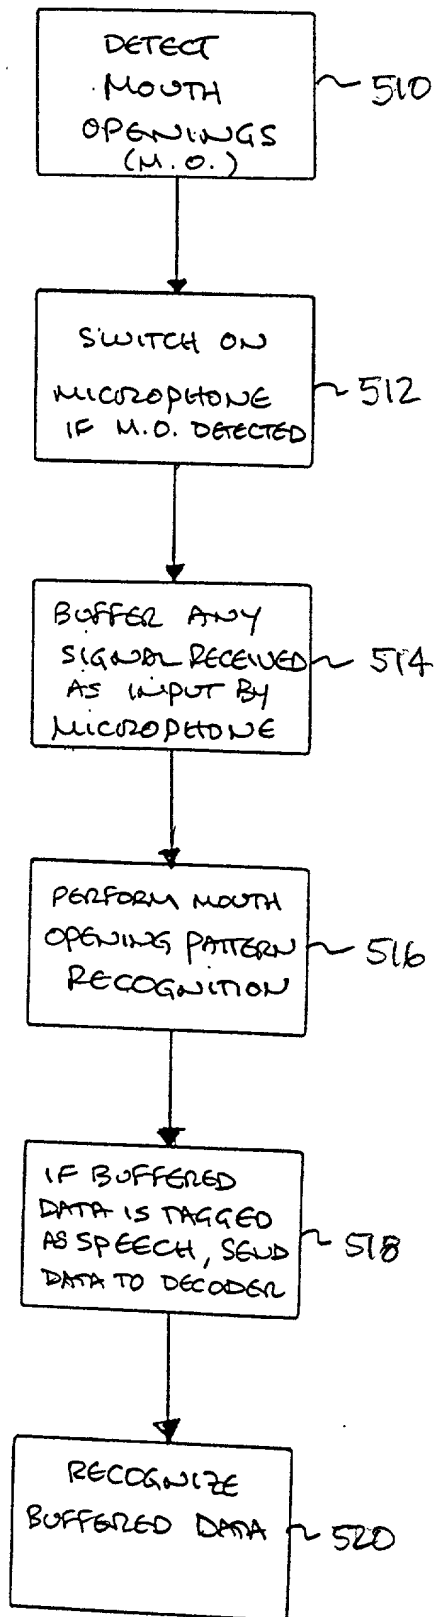 DETECT
MOUTH
OPENINGS
(M.O.)
510
SWITCH ON
MICROPHONE
IF M.O. DETECTED
512
BUFFER ANY
SIGNAL RECEIVED
AS INPUT BY
MICROPHONE
514
PERFORM MOUTH
OPENING PATTERN
RECOGNITION
516
IF BUFFERED
DATA IS TAGGED
AS SPEECH, SEND
DATA TO DECODER
518
RECOGNIZE
BUFFERED DATA
520